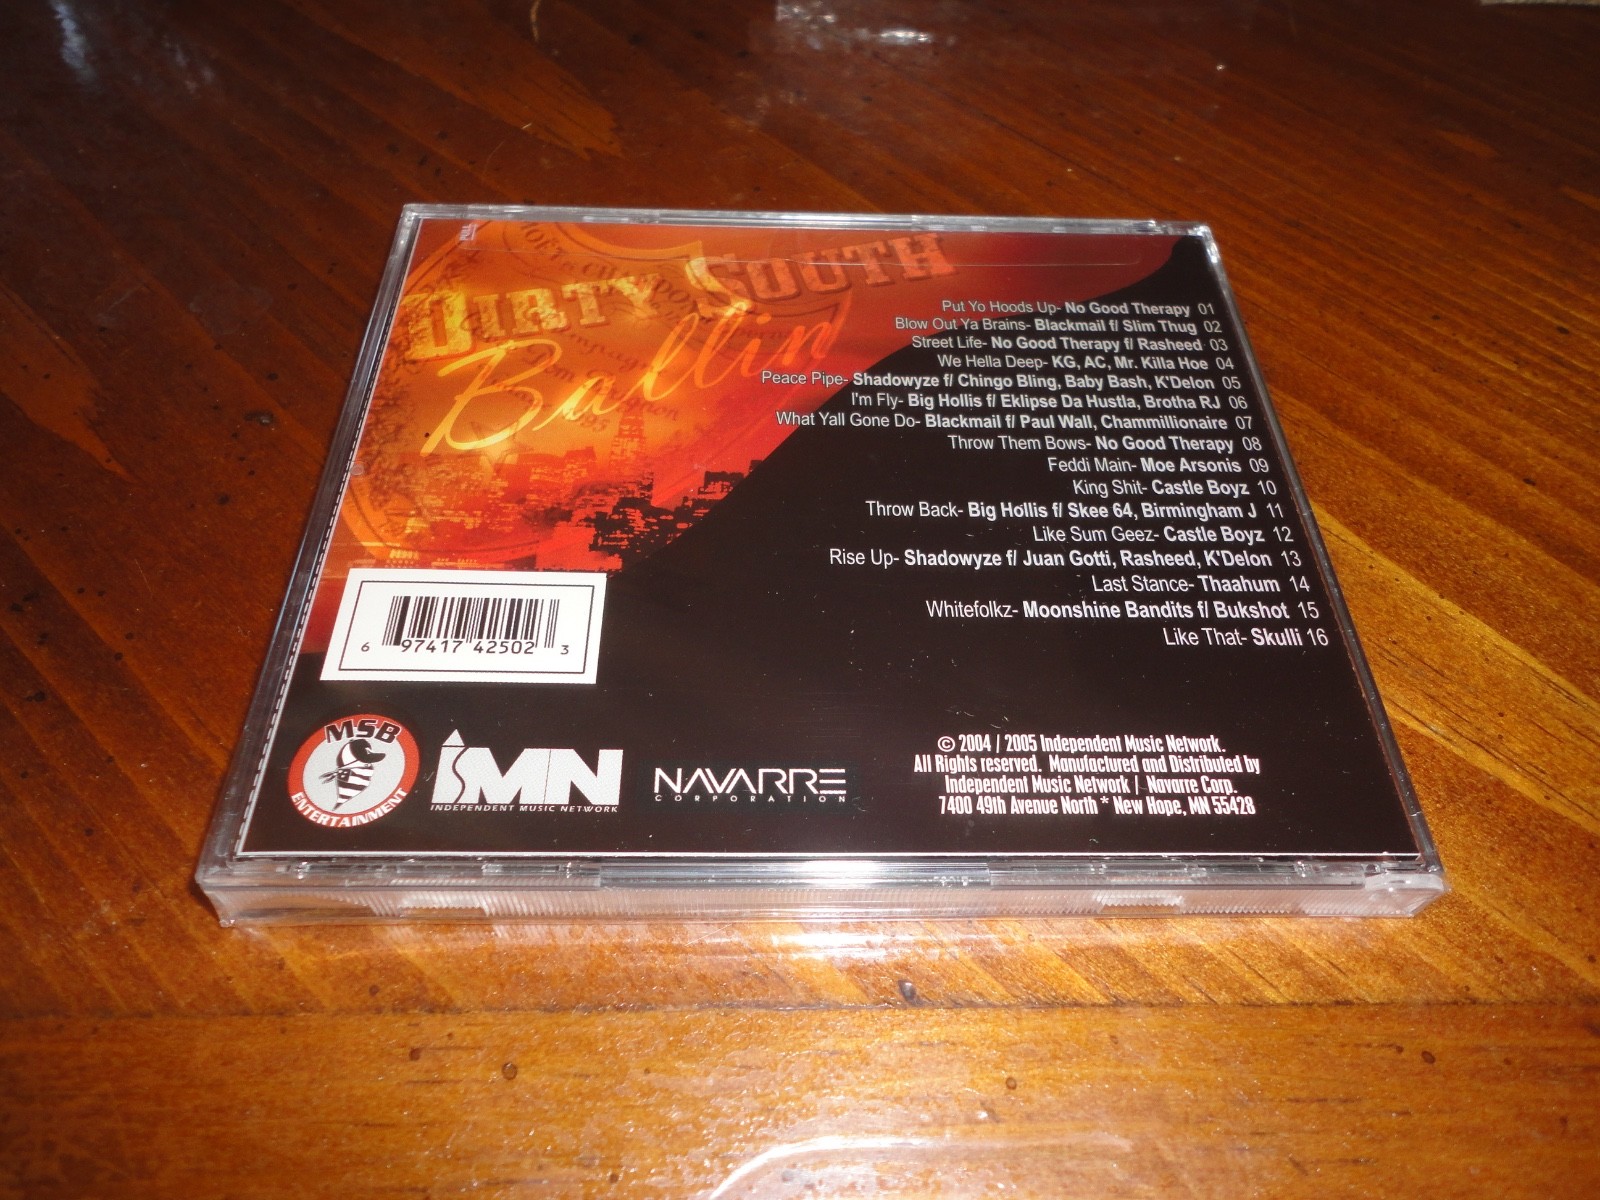 PULL
DIRTY SOUTH
Ballin'
Put Yo Hoods Up- No Good Therapy 01
Blow Out Ya Brains- Blackmail f/ Slim Thug 02
Street Life- No Good Therapy f/ Rasheed 03
We Hella Deep- KG, AC, Mr. Killa Hoe 04
Peace Pipe- Shadowyze f/ Chingo Bling, Baby Bash, K'Delon 05
I'm Fly- Big Hollis f/ Eklipse Da Hustla, Brotha RJ 06
What Yall Gone Do- Blackmail f/ Paul Wall, Chammillionaire 07
Throw Them Bows- No Good Therapy 08
Feddi Main- Moe Arsonis 09
King Shit- Castle Boyz 10
Throw Back- Big Hollis f/ Skee 64, Birmingham J 11
Like Sum Geez- Castle Boyz 12
Rise Up- Shadowyze f/ Juan Gotti, Rasheed, K'Delon 13
Last Stance- Thaahum 14
Whitefolkz- Moonshine Bandits f/ Bukshot 15
Like That- Skulli 16
6 97417 42502 3
MSB
ENTERTAINMENT
iSMN
INDEPENDENT MUSIC NETWORK
NAVARRE
CORPORATION
© 2004 / 2005 Independent Music Network.
All Rights reserved. Manufactured and Distributed by
Independent Music Network / Navarre Corp.
7400 49th Avenue North * New Hope, MN 55428